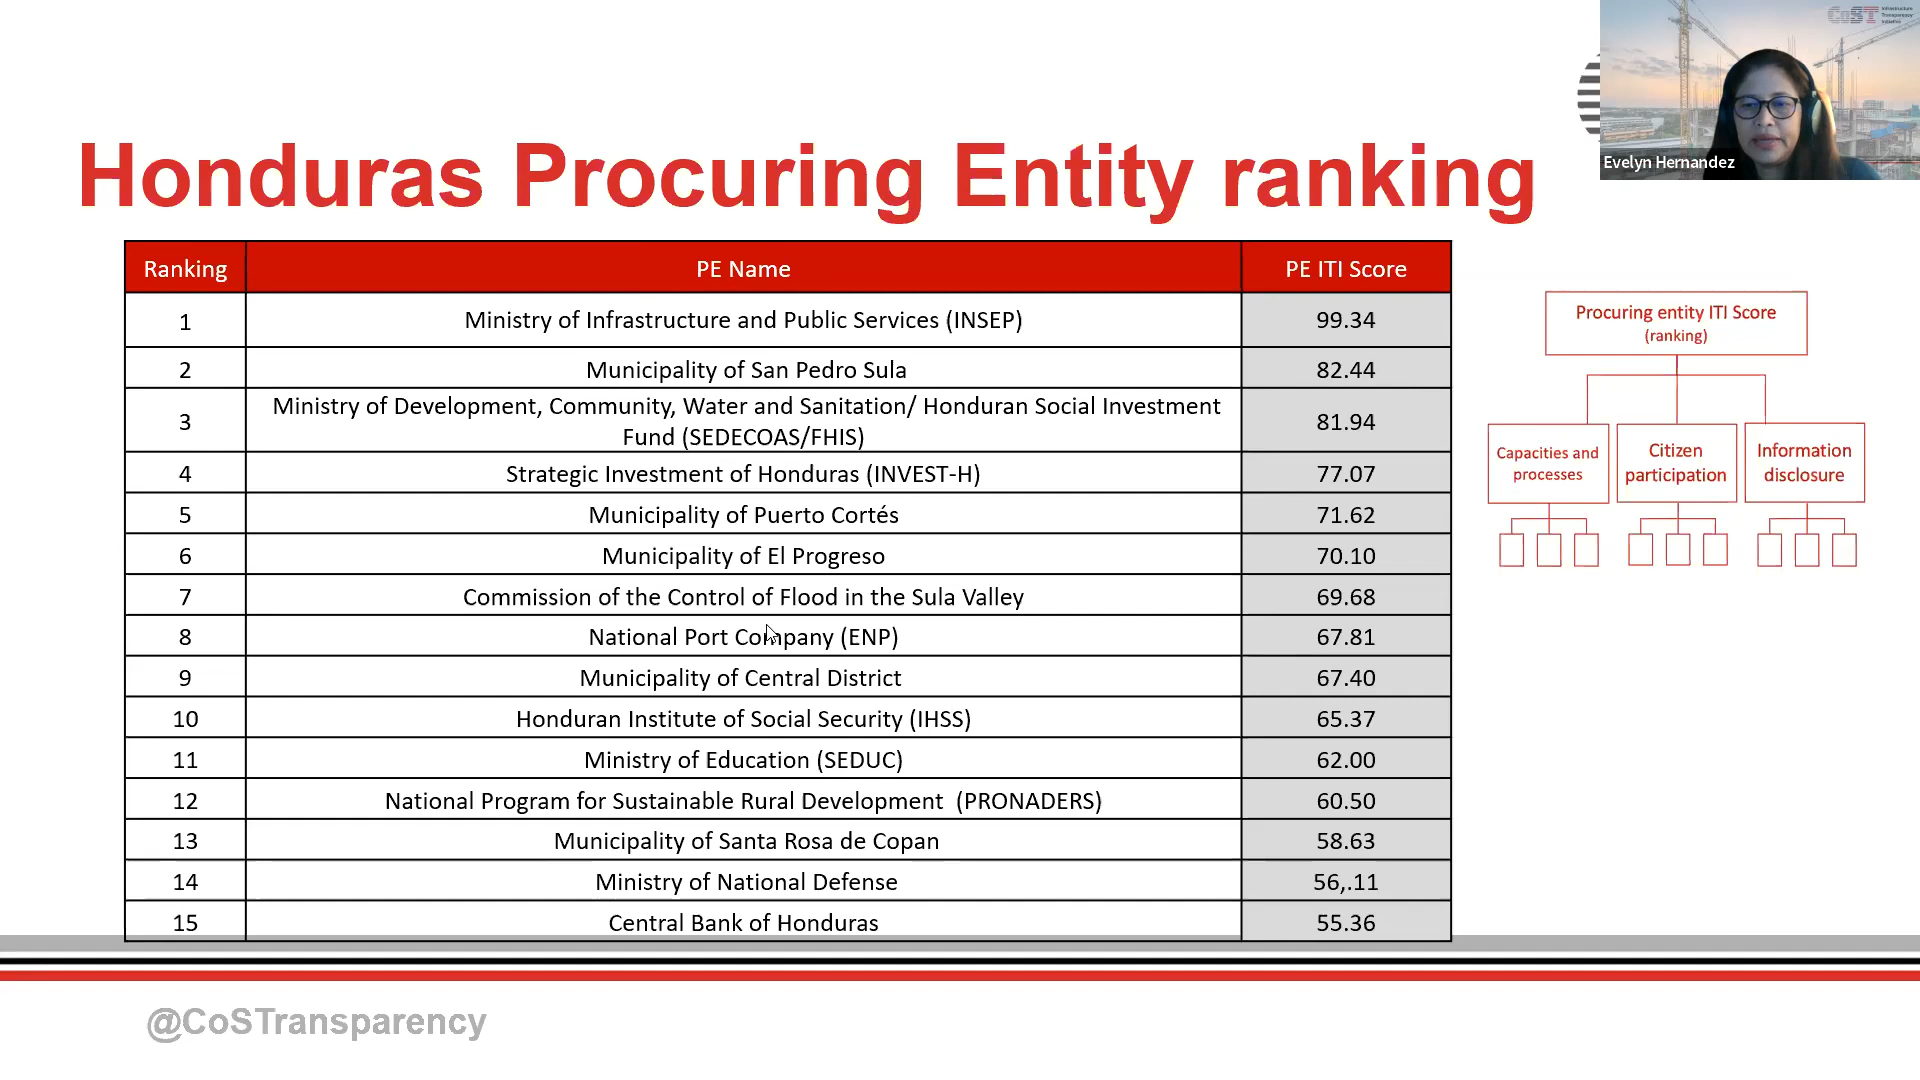 CoST Infrastructure
Transparency
Initiative
Evelyn Hernandez
Honduras Procuring Entity ranking
Ranking PE Name PE ITI Score
1 Ministry of Infrastructure and Public Services (INSEP) 99.34
2 Municipality of San Pedro Sula 82.44
3 Ministry of Development, Community, Water and Sanitation/ Honduran Social Investment
Fund (SEDECOAS/FHIS) 81.94
4 Strategic Investment of Honduras (INVEST-H) 77.07
5 Municipality of Puerto Cortés 71.62
6 Municipality of El Progreso 70.10
7 Commission of the Control of Flood in the Sula Valley 69.68
8 National Port Company (ENP) 67.81
9 Municipality of Central District 67.40
10 Honduran Institute of Social Security (IHSS) 65.37
11 Ministry of Education (SEDUC) 62.00
12 National Program for Sustainable Rural Development (PRONADERS) 60.50
13 Municipality of Santa Rosa de Copan 58.63
14 Ministry of National Defense 56,.11
15 Central Bank of Honduras 55.36
Procuring entity ITI Score
(ranking)
Capacities and
processes
Citizen
participation
Information
disclosure
@CoSTransparency